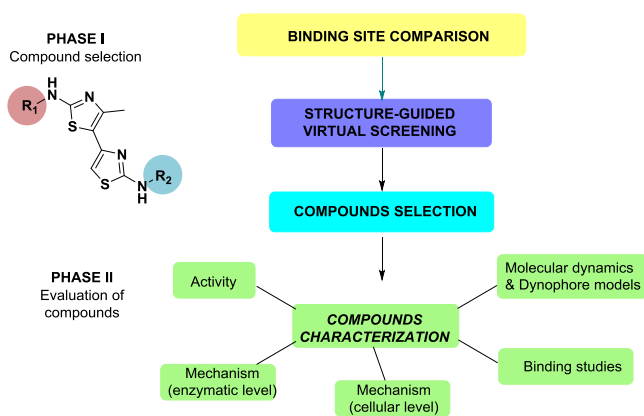 PHASE I
Compound selection
H
N
R1
N
S
N
S
N
H
R2
BINDING SITE COMPARISON
STRUCTURE-GUIDED
VIRTUAL SCREENING
COMPOUNDS SELECTION
PHASE II
Evaluation of
compounds
Activity
Molecular dynamics
& Dynophore models
COMPOUNDS
CHARACTERIZATION
Mechanism
(enzymatic level)
Mechanism
(cellular level)
Binding studies